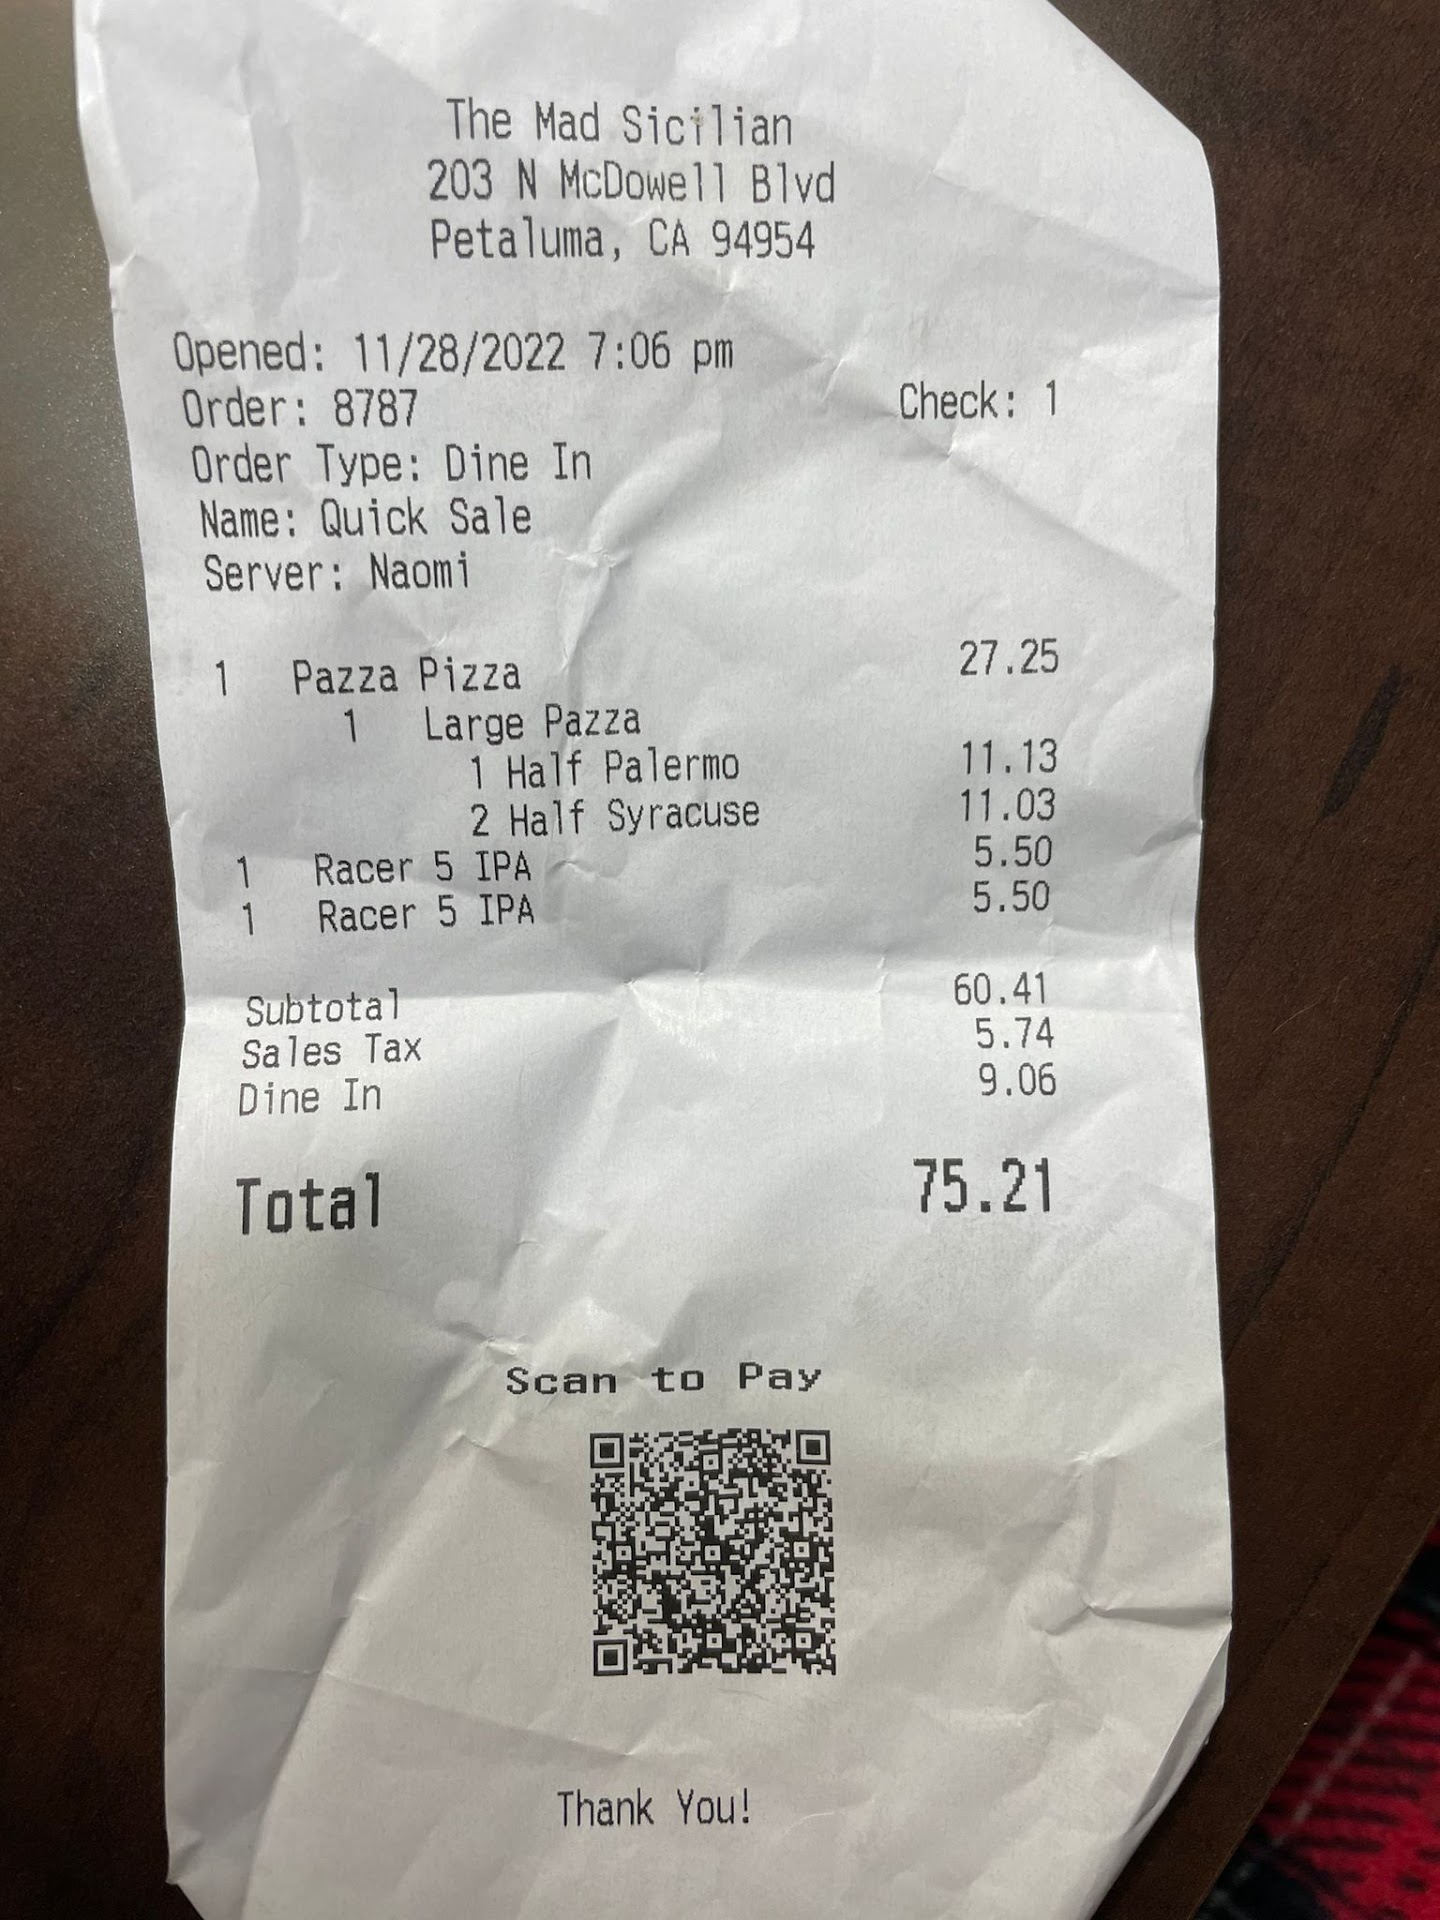 The Mad Sicilian
203 N McDowell Blvd
Petaluma, CA 94954
Opened: 11/28/2022 7:06 pm
Order: 8787 Check: 1
Order Type: Dine In
Name: Quick Sale
Server: Naomi
1 Pazza Pizza 27.25
1 Large Pazza
1 Half Palermo 11.13
2 Half Syracuse 11.03
1 Racer 5 IPA 5.50
1 Racer 5 IPA 5.50
Subtotal 60.41
Sales Tax 5.74
Dine In 9.06
Total 75.21
Scan to Pay
Thank You!